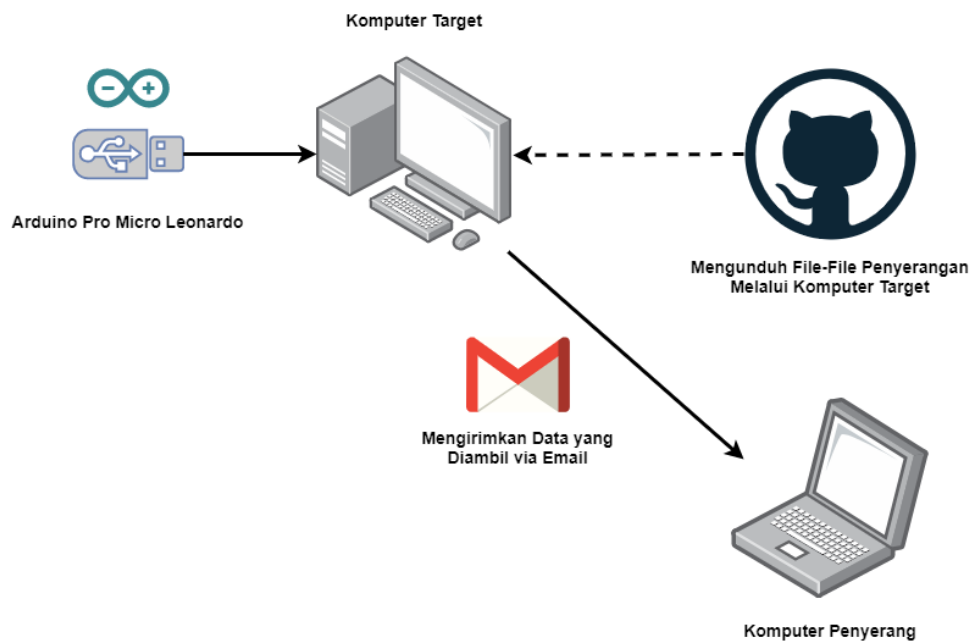 Komputer Target
Arduino Pro Micro Leonardo
Mengunduh File-File Penyerangan
Melalui Komputer Target
Mengirimkan Data yang
Diambil via Email
Komputer Penyerang